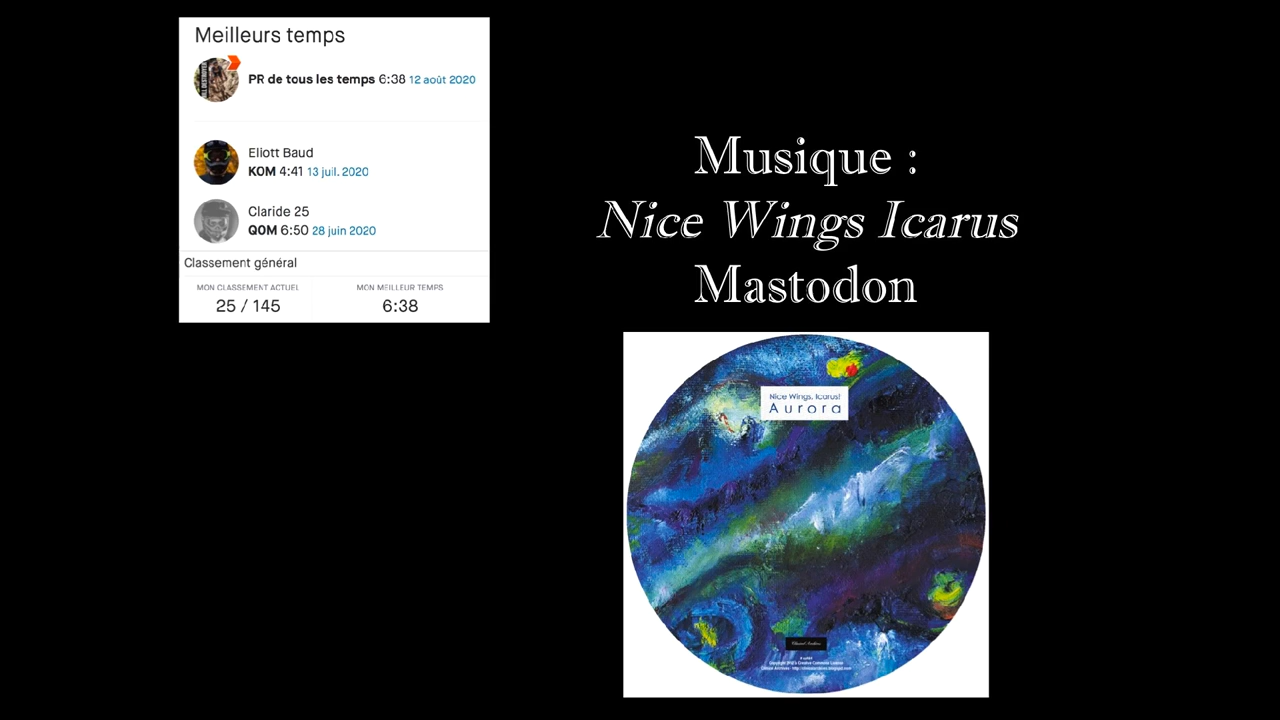 Meilleurs temps
PR de tous les temps 6:38 12 août 2020
Eliott Baud
KOM 4:41 13 juil. 2020
Claride 25
QOM 6:50 28 juin 2020
Classement général
MON CLASSEMENT ACTUEL
25 / 145
MON MEILLEUR TEMPS
6:38
Musique :
Nice Wings Icarus
Mastodon
Nice Wings, Icarus!
Aurora